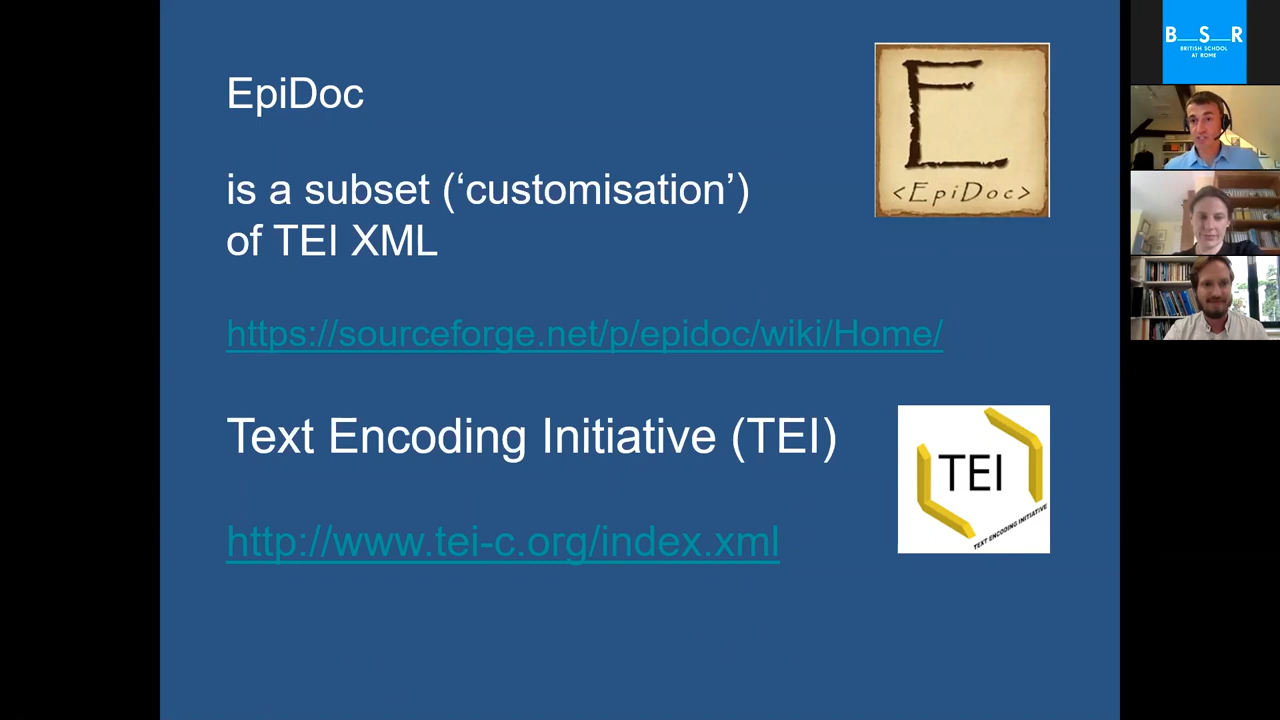 EpiDoc
is a subset (‘customisation’)
of TEI XML
https://sourceforge.net/p/epidoc/wiki/Home/
Text Encoding Initiative (TEI)
http://www.tei-c.org/index.xml
E
<EpiDoc>
TEI
TEXT ENCODING INITIATIVE
B__S__R
BRITISH SCHOOL
AT ROME